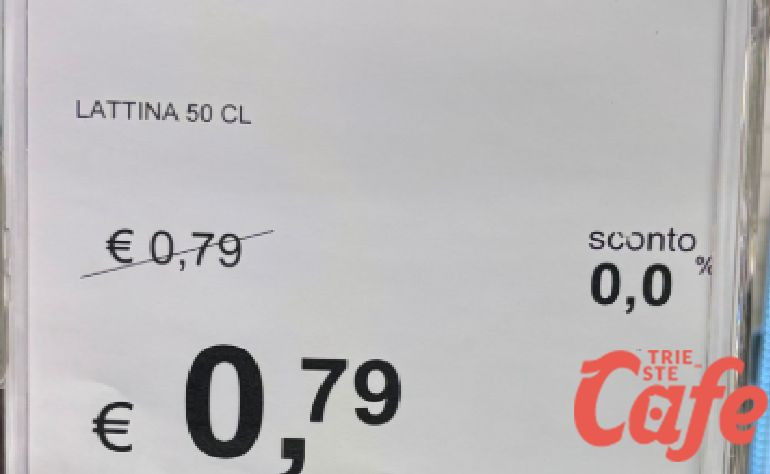 LATTINA 50 CL
€ 0,79
sconto
0,0 %
€ 0,79
TRIE
STE
Cafe